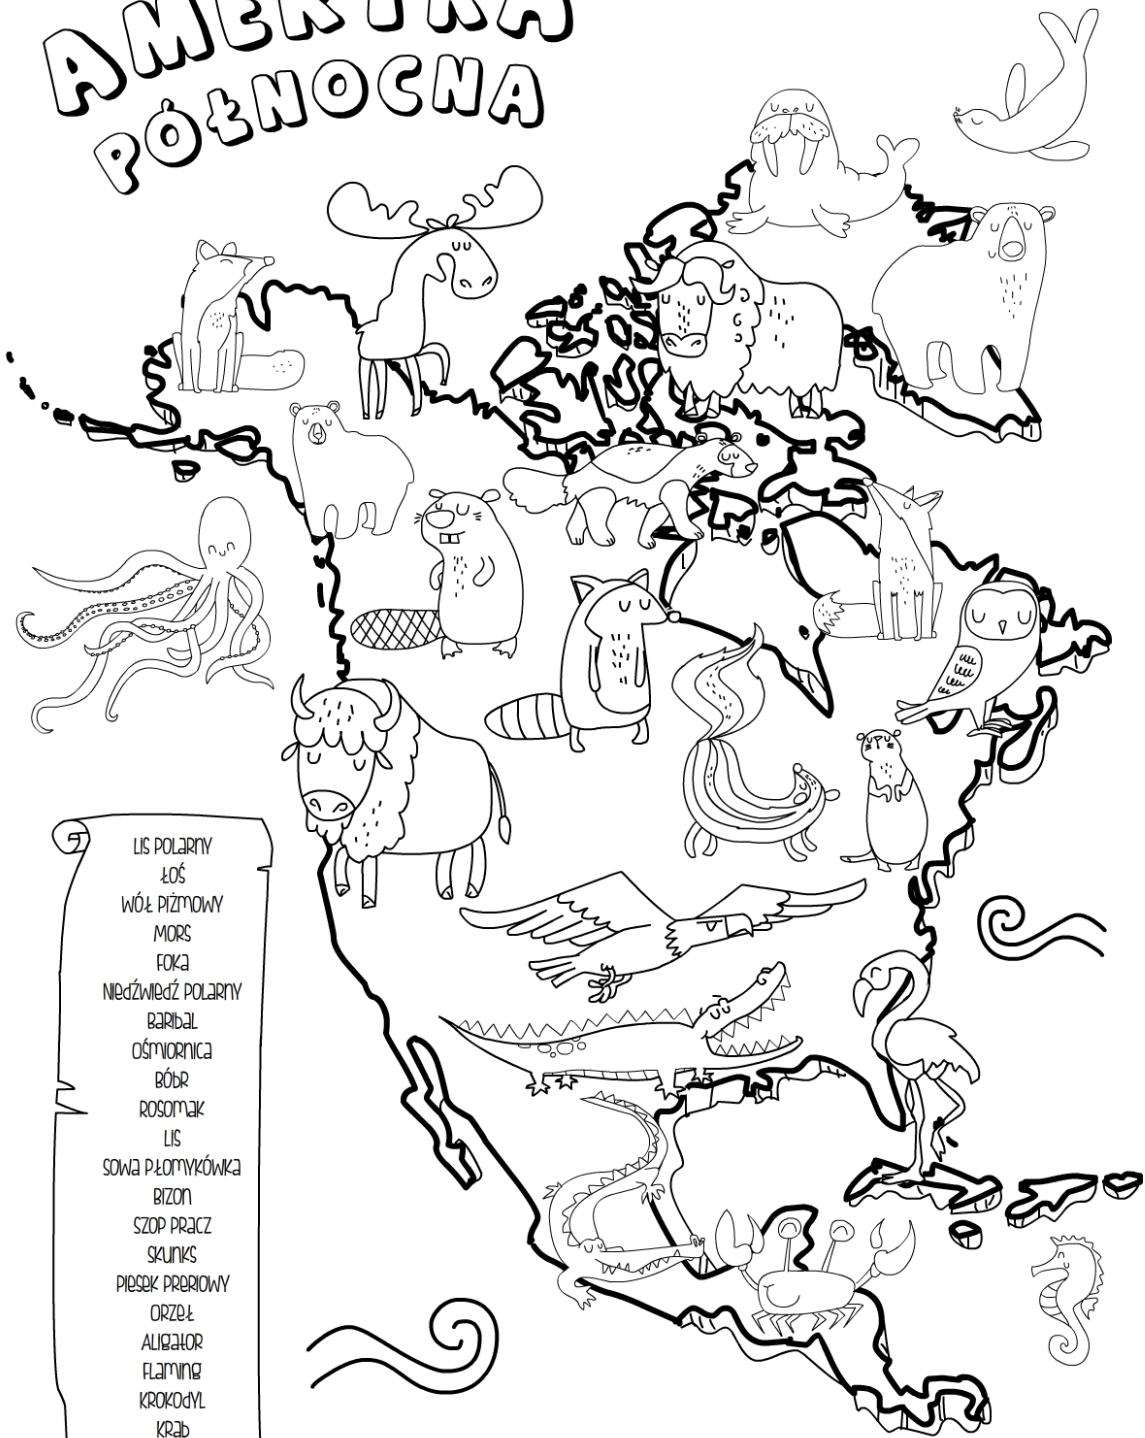 AMERYKA
PÓŁNOCNA
LIS POLARNY
ŁOŚ
WÓŁ PIŻMOWY
MORS
FOKA
NIEDŹWIEDŹ POLARNY
BARIBAL
OŚMIORNICA
BÓBR
ROSOMAK
LIS
SOWA PŁOMYKÓWKA
BIZON
SZOP PRACZ
SKUNKS
PIESEK PRERIOWY
ORZEŁ
ALIGATOR
FLAMING
KROKODYL
KRAB